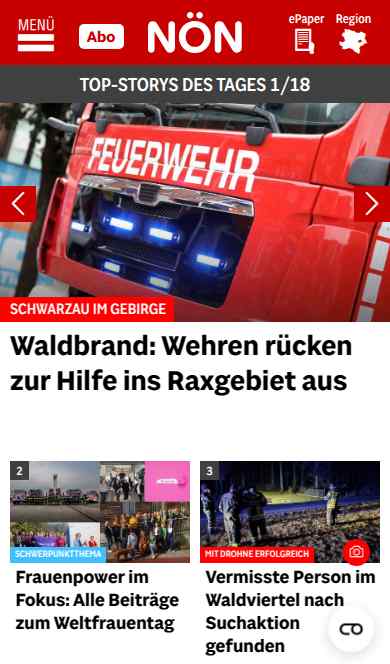 MENÜ
Abo
NÖN
ePaper
Region
TOP-STORYS DES TAGES 1/18
FEUERWEHR
SCHWARZAU IM GEBIRGE
Waldbrand: Wehren rücken
zur Hilfe ins Raxgebiet aus
2
SCHWERPUNKTTHEMA
Frauenpower im
Fokus: Alle Beiträge
zum Weltfrauentag
3
MIT DROHNE ERFOLGREICH
Vermisste Person im
Waldviertel nach
Suchaktion
gefunden